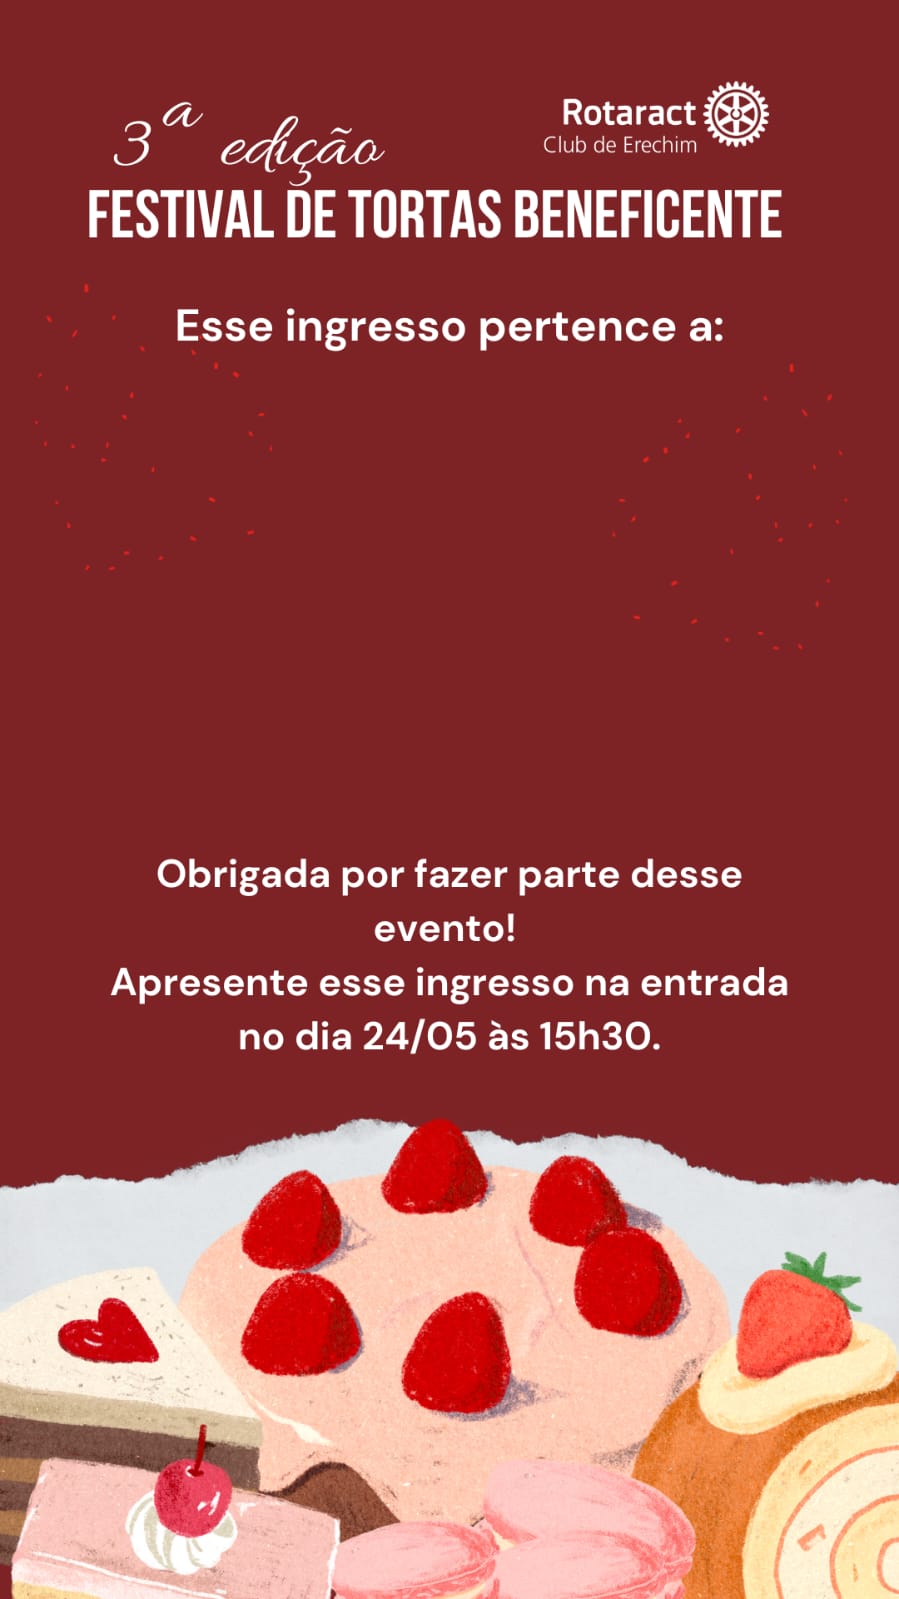 3ª edição
Rotaract
Club de Erechim
FESTIVAL DE TORTAS BENEFICENTE
Esse ingresso pertence a:
Obrigada por fazer parte desse
evento!
Apresente esse ingresso na entrada
no dia 24/05 às 15h30.